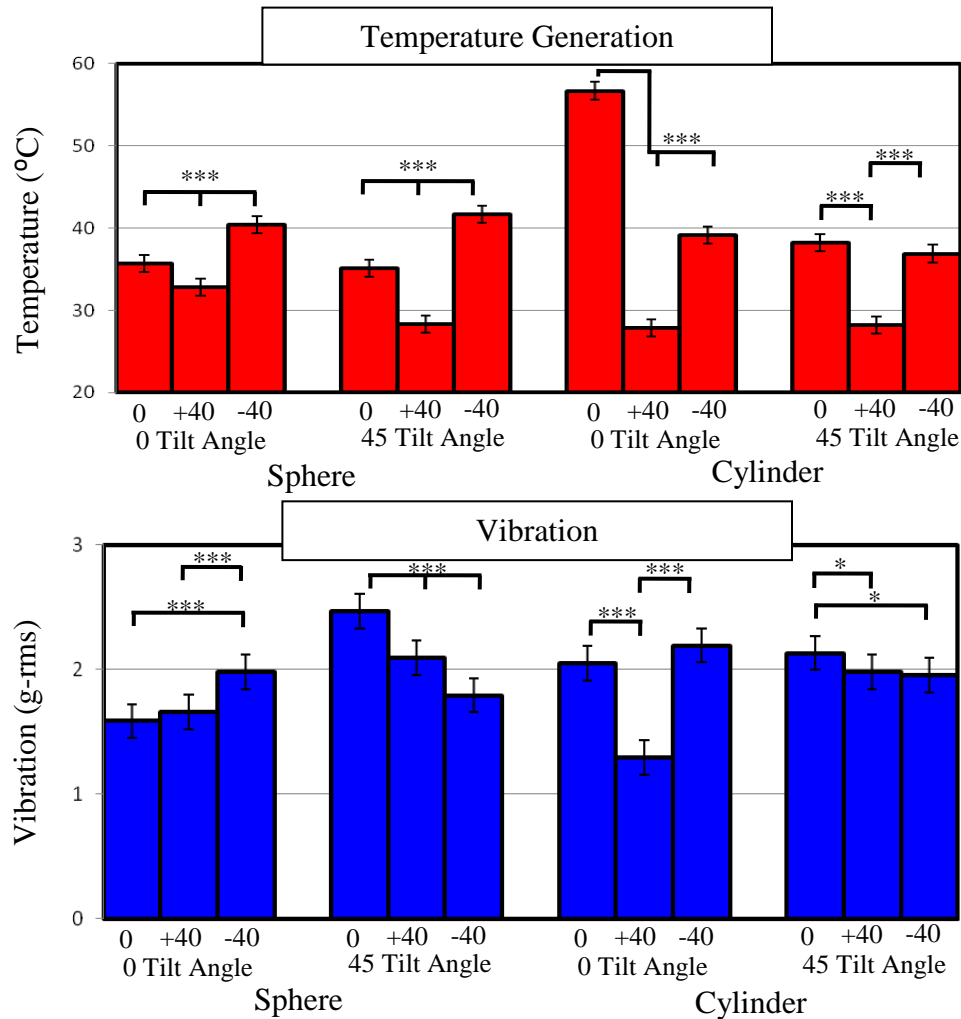 Temperature Generation
Temperature (⁰C)
60
50
40
30
20
***
***
***
***
***
0 +40 -40 0 +40 -40 0 +40 -40 0 +40 -40
0 Tilt Angle 45 Tilt Angle 0 Tilt Angle 45 Tilt Angle
Sphere Cylinder
Vibration
Vibration (g-rms)
3
2
1
0
***
***
***
***
***
*
*
0 +40 -40 0 +40 -40 0 +40 -40 0 +40 -40
0 Tilt Angle 45 Tilt Angle 0 Tilt Angle 45 Tilt Angle
Sphere Cylinder